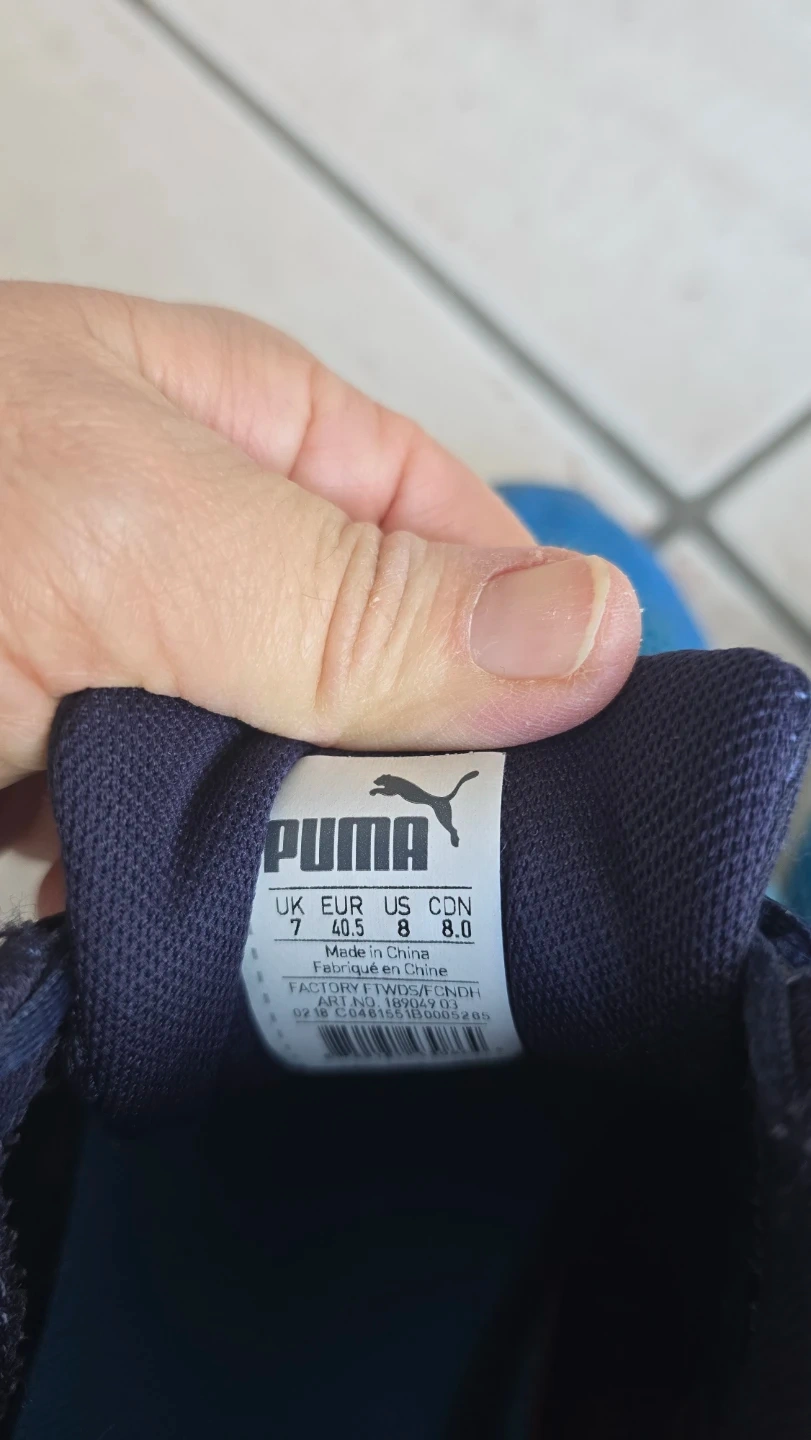 PUMA
UK EUR US CDN
7 40.5 8 8.0
Made in China
Fabriqué en Chine
FACTORY FTWDS/FCNDH
ART.NO. 189049 03
0218 C0481551B0005285